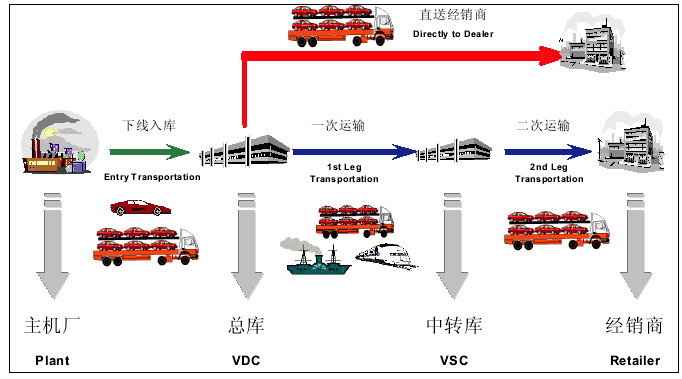 直送经销商
Directly to Dealer
下线入库
一次运输
二次运输
Entry Transportation
1st Leg
Transportation
2nd Leg
Transportation
主机厂
总库
中转库
经销商
Plant
VDC
VSC
Retailer